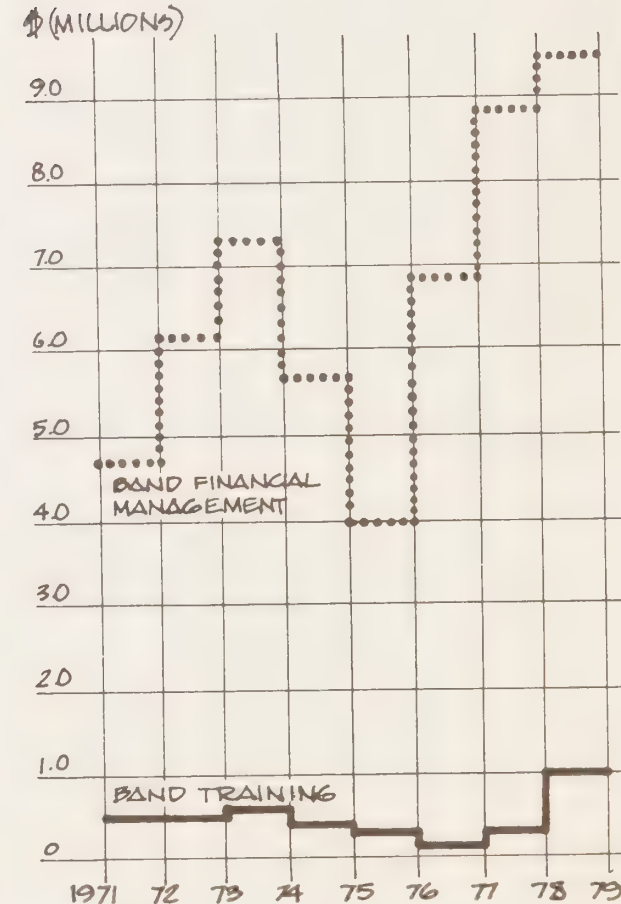 $(MILLIONS)
9.0
8.0
7.0
6.0
5.0
BAND FINANCIAL
MANAGEMENT
4.0
3.0
2.0
1.0
BAND TRAINING
0
1971 72 73 74 75 76 77 78 79